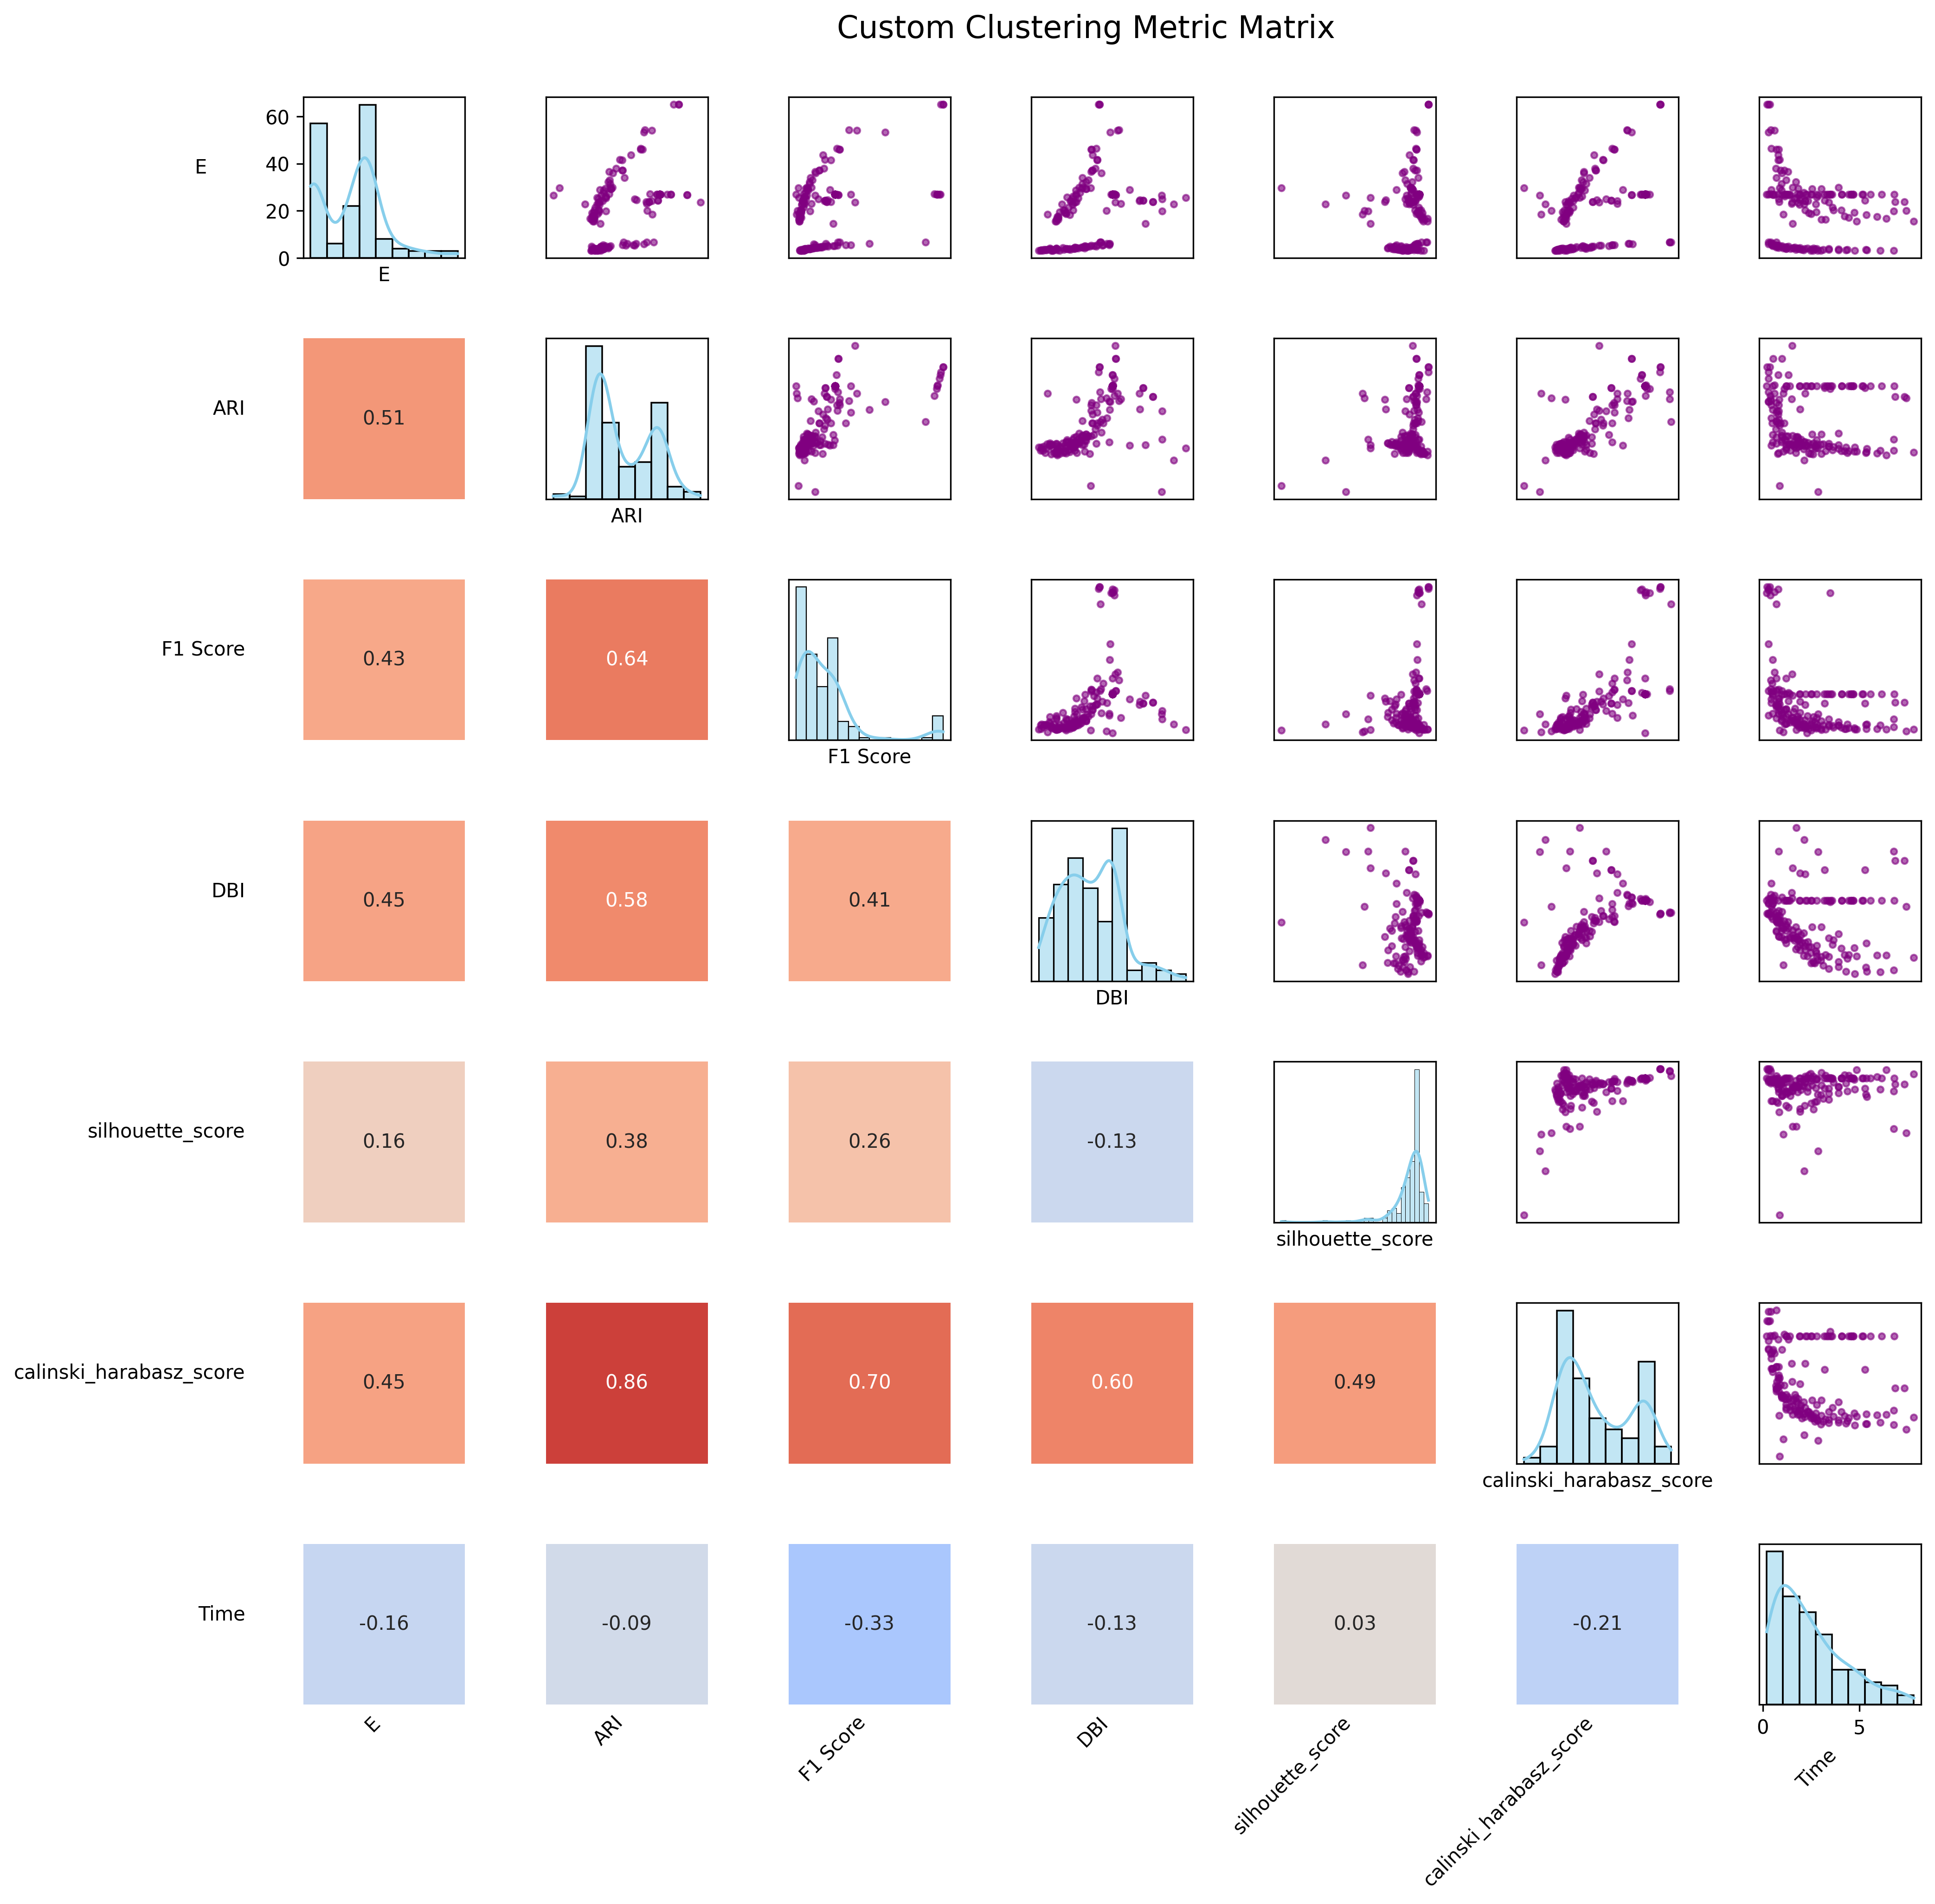 Custom Clustering Metric Matrix
60
40
20
0
E
E
ARI
0.51
ARI
F1 Score
0.43
0.64
F1 Score
DBI
0.45
0.58
0.41
DBI
silhouette_score
0.16
0.38
0.26
-0.13
silhouette_score
calinski_harabasz_score
0.45
0.86
0.70
0.60
0.49
calinski_harabasz_score
Time
-0.16
-0.09
-0.33
-0.13
0.03
-0.21
0
5
E
ARI
F1 Score
DBI
silhouette_score
calinski_harabasz_score
Time